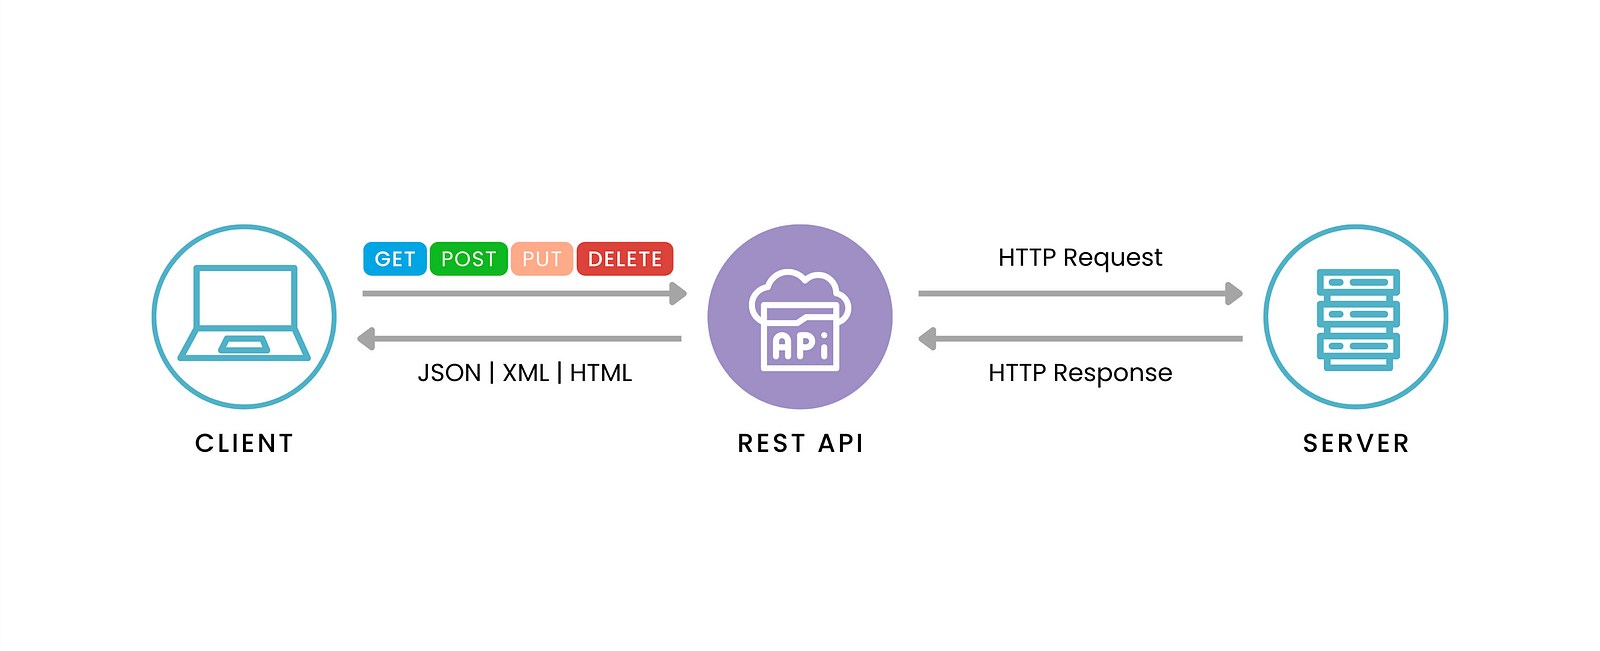 GET POST PUT DELETE
JSON | XML | HTML
CLIENT
APi
REST API
HTTP Request
HTTP Response
SERVER